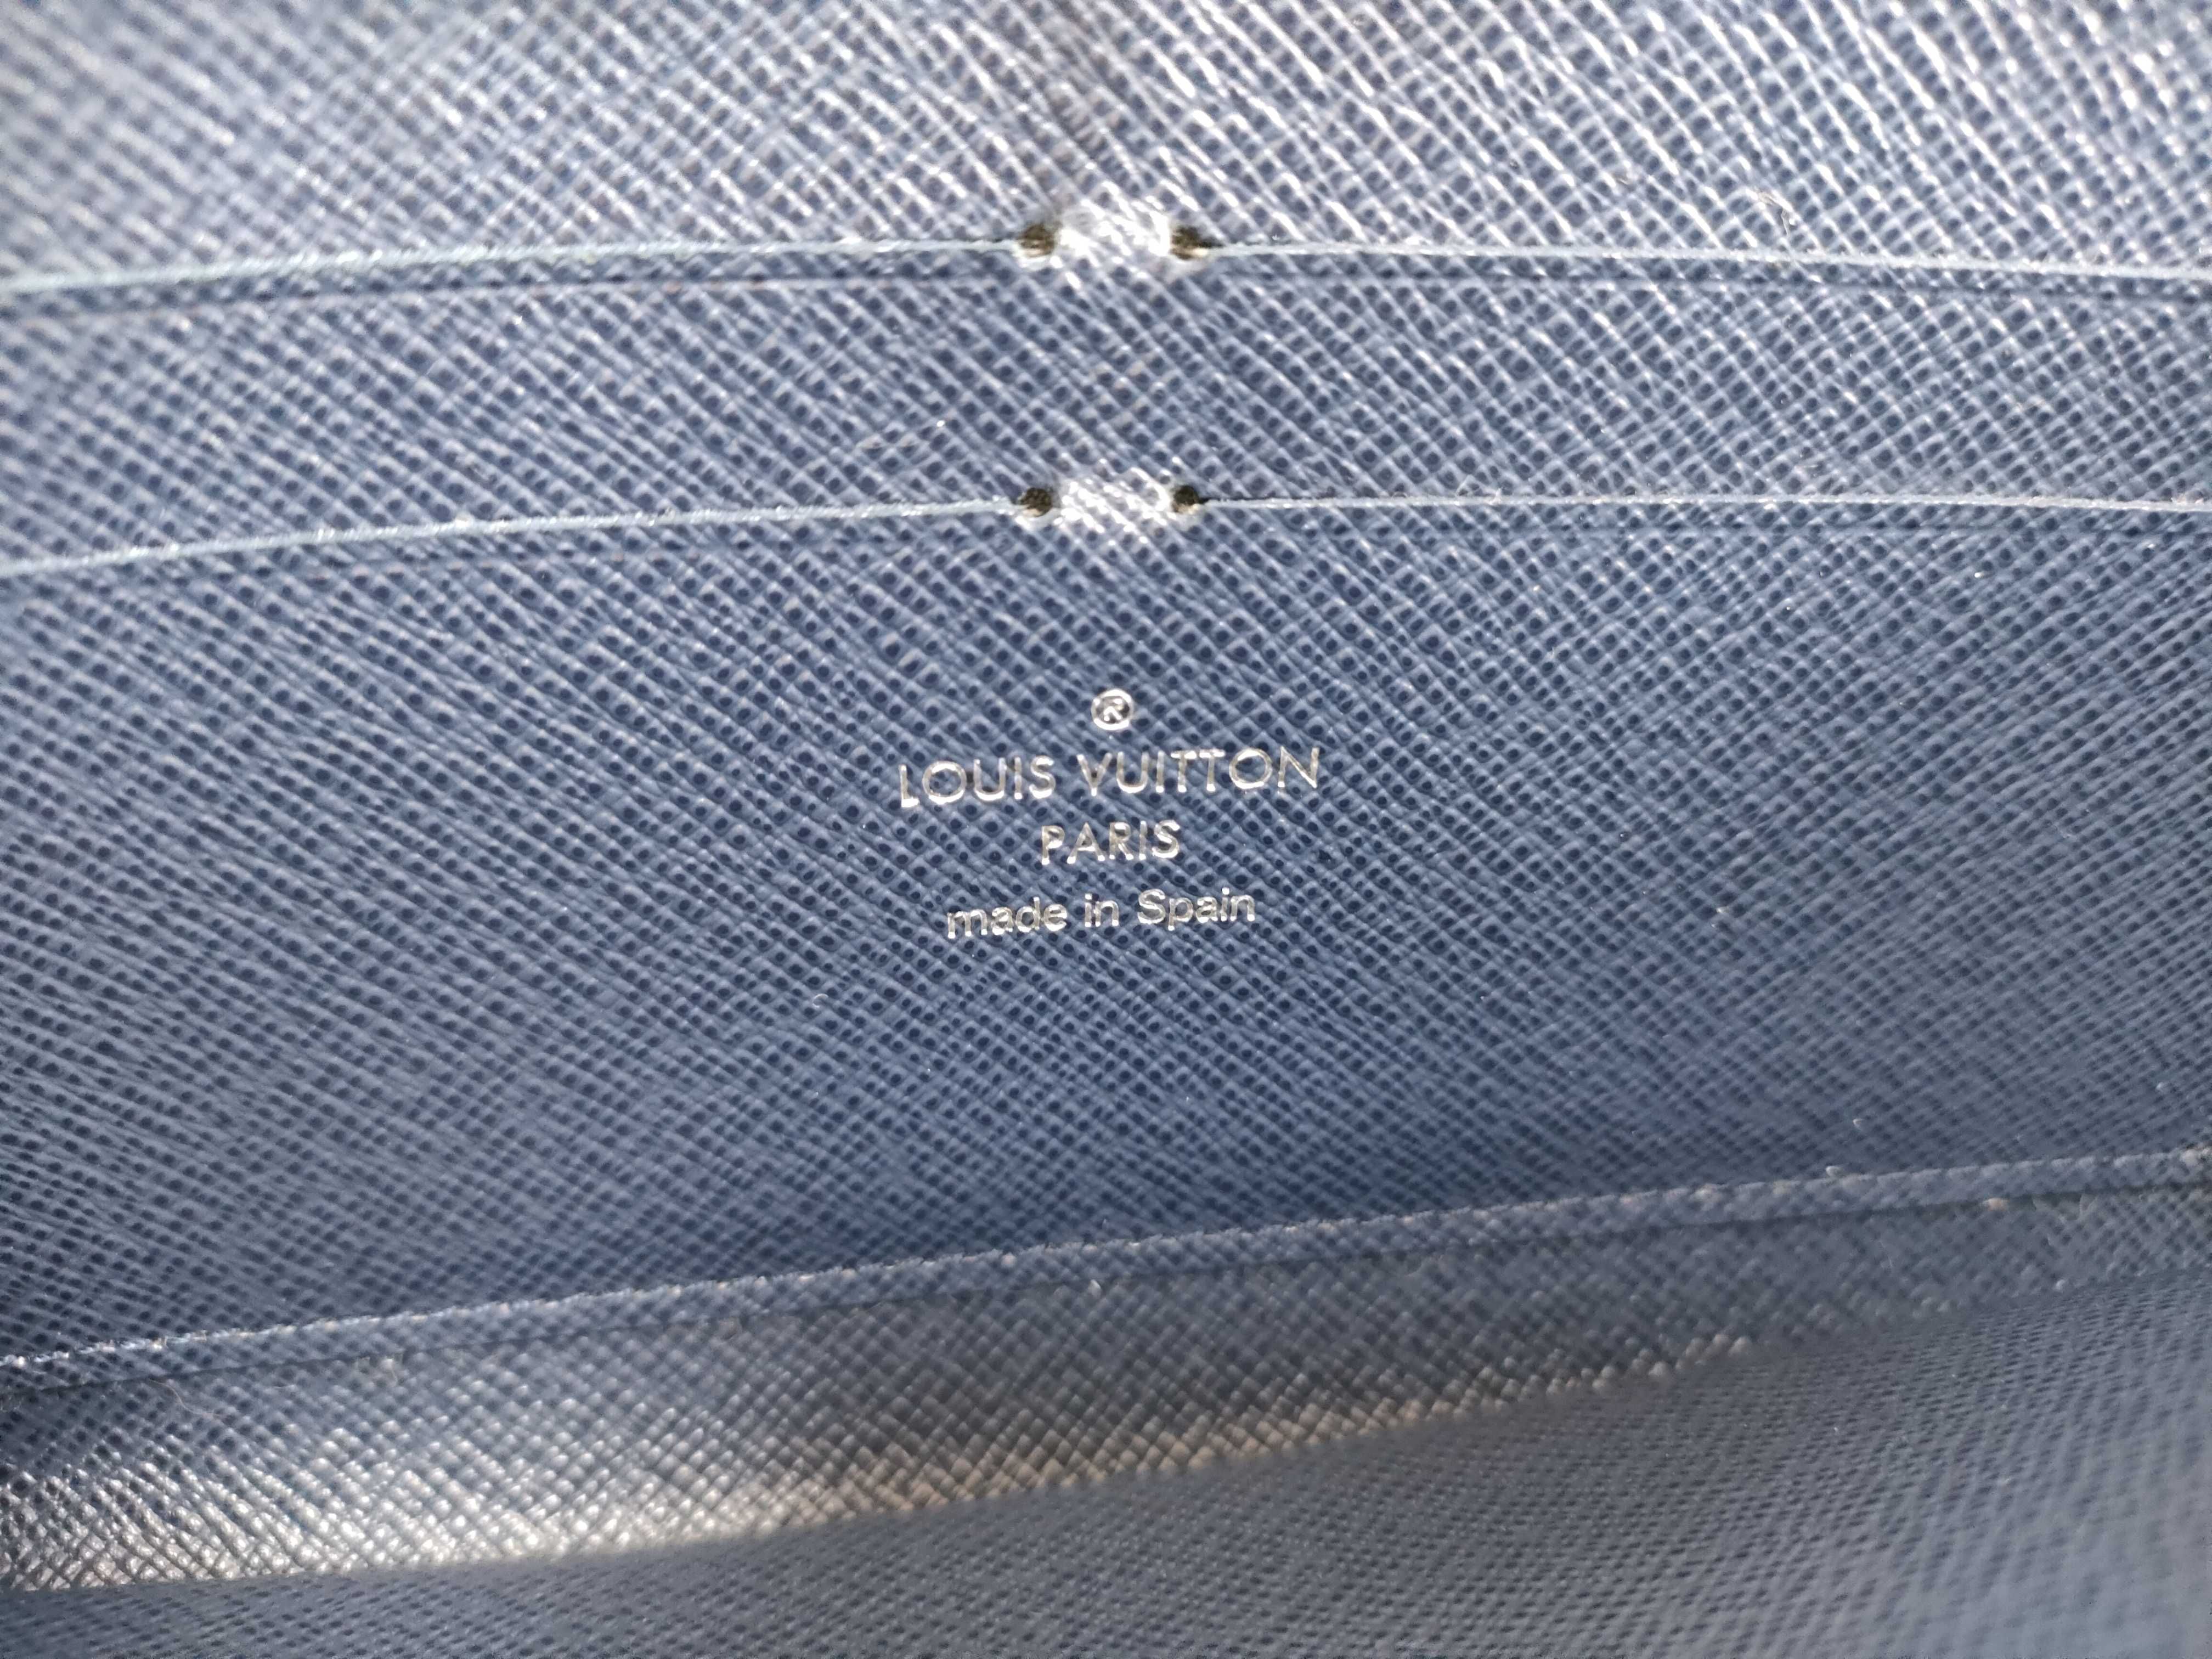 ®
LOUIS VUITTON
PARIS
made in Spain